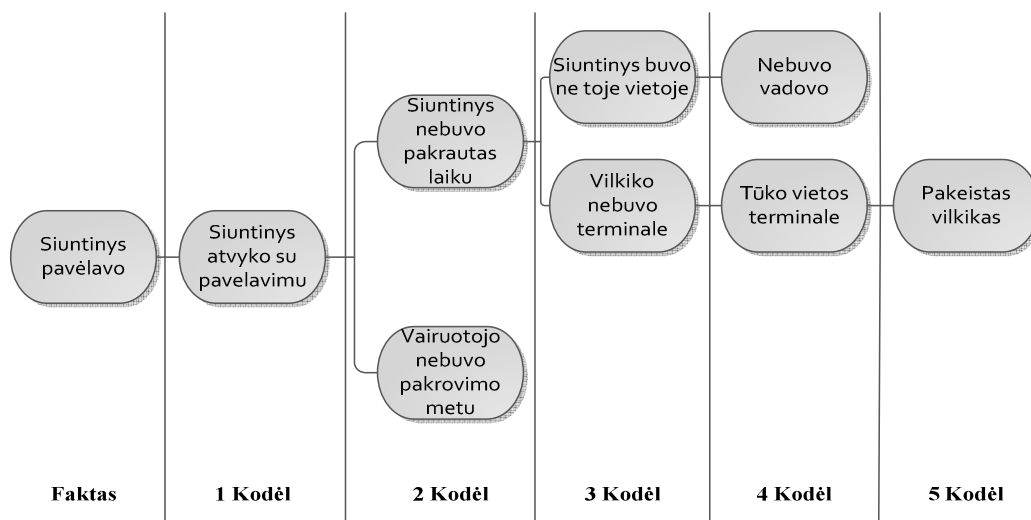 Siuntinys
pavėlavo
Siuntinys
atvyko su
pavelavimu
Siuntinys
nebuvo
pakrautas
laiku
Vairuotojo
nebuvo
pakrovimo
metu
Siuntinys buvo
ne toje vietoje
Vilkiko
nebuvo
terminale
Nebuvo
vadovo
Tūko vietos
terminale
Pakeistas
vilkikas
Faktas
1 Kodėl
2 Kodėl
3 Kodėl
4 Kodėl
5 Kodėl